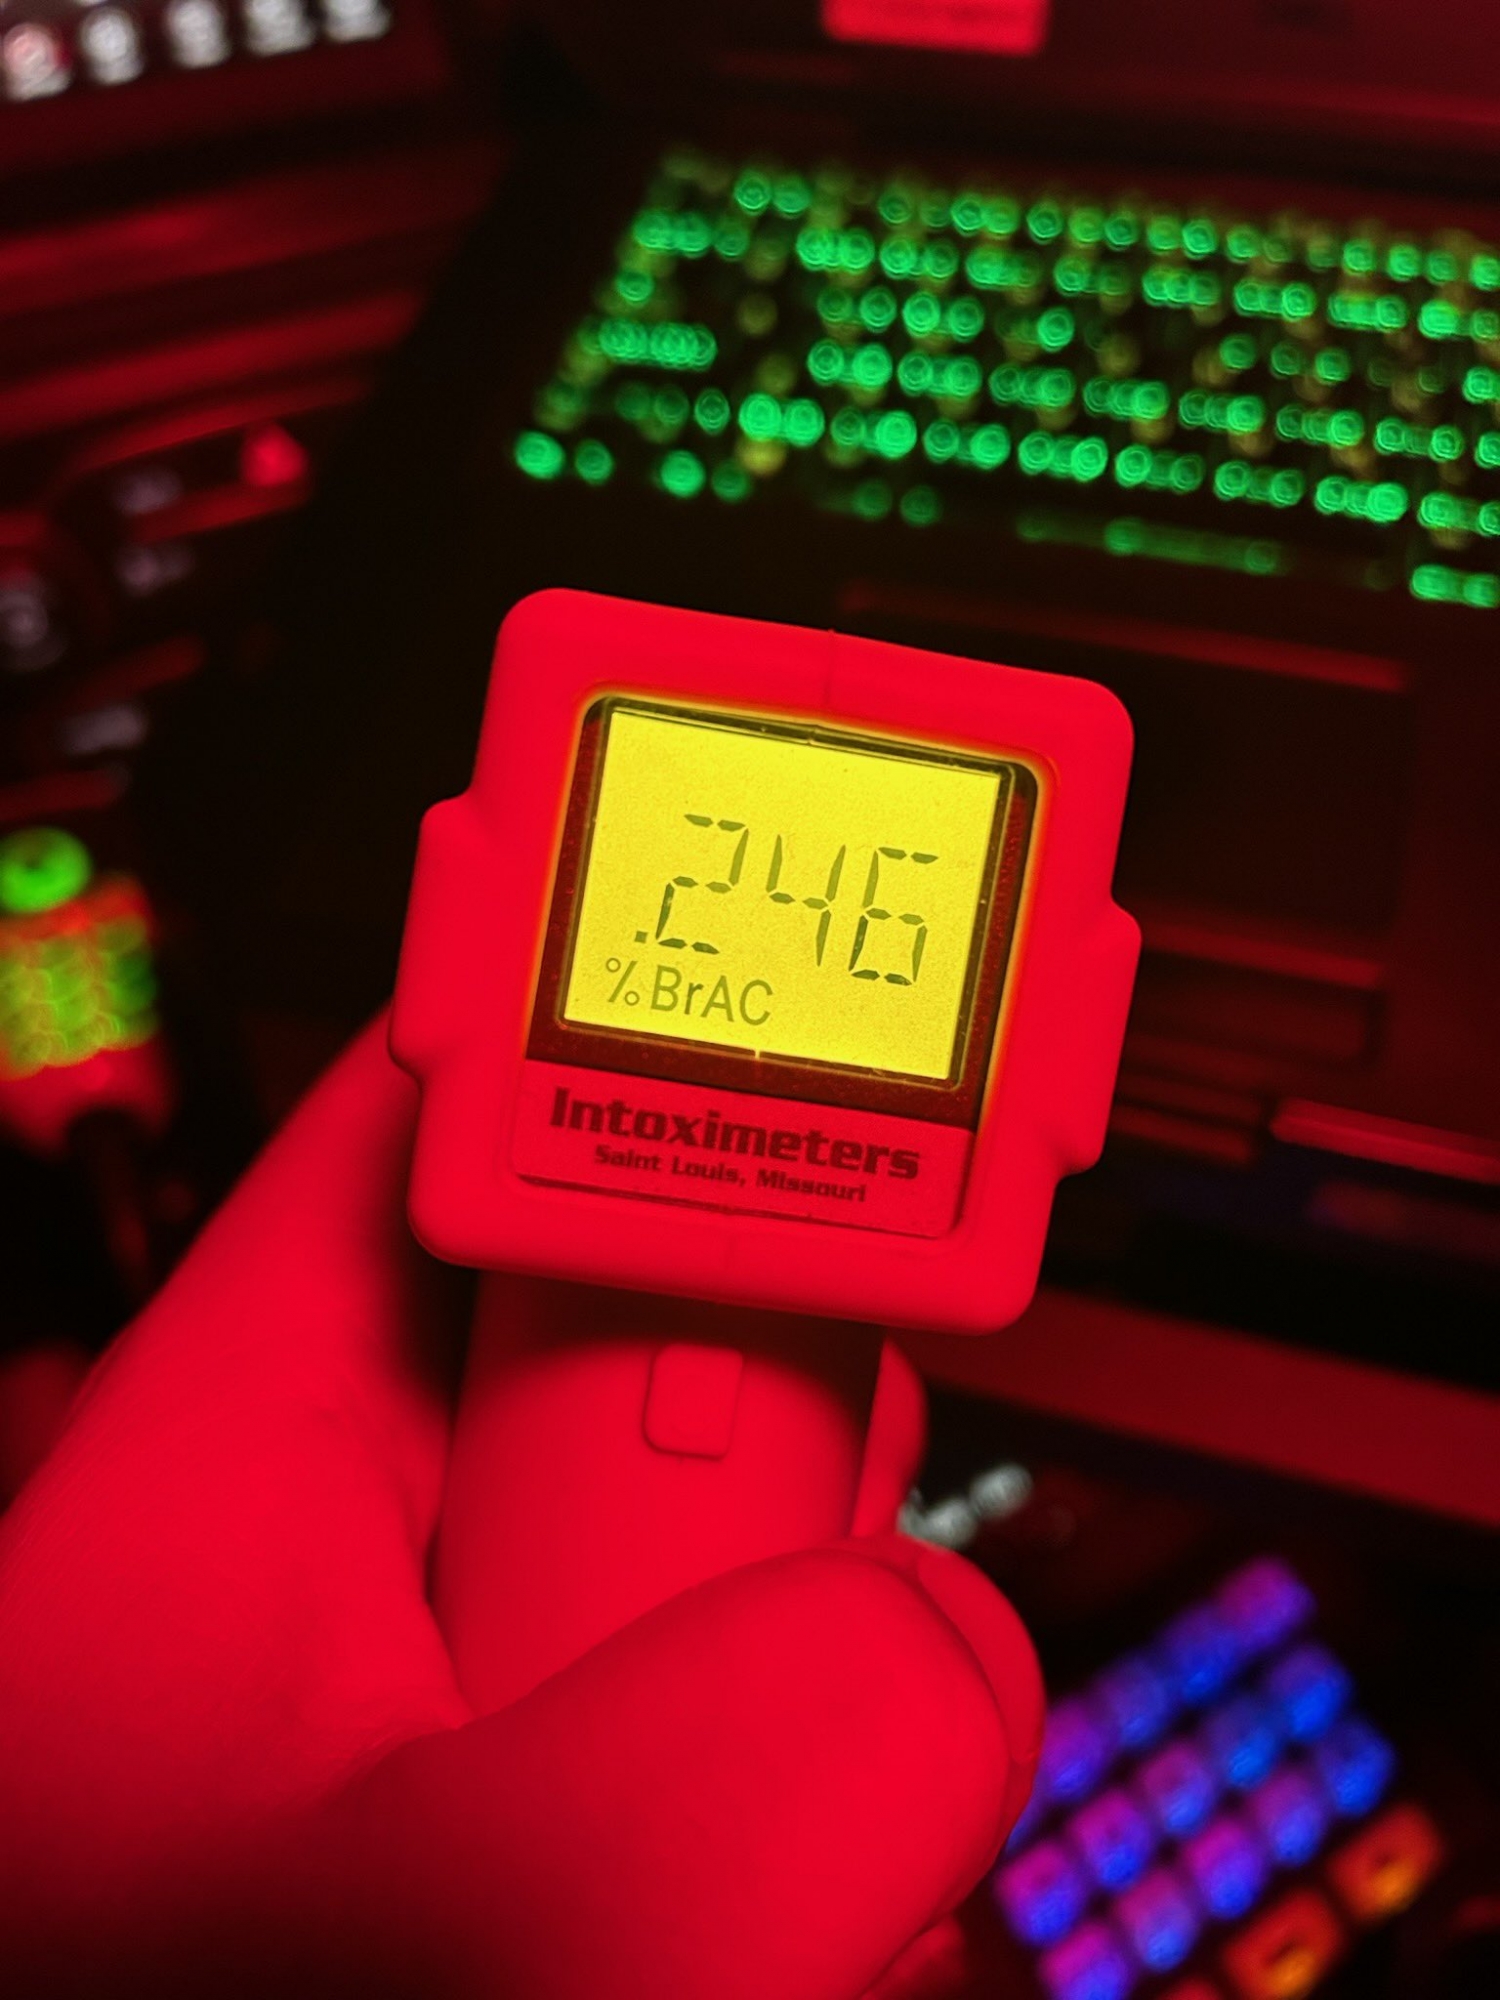 .246
%BrAC
Intoximeters
Saint Louis, Missouri